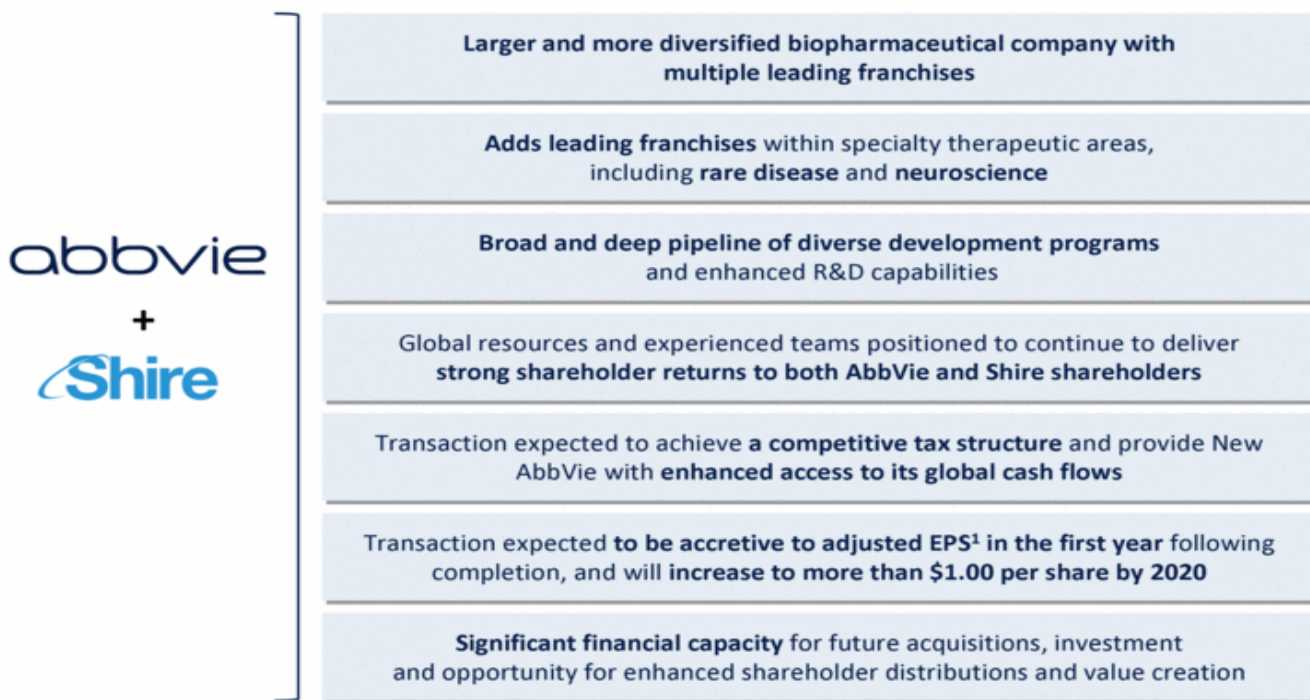 abbvie
+
Shire
Larger and more diversified biopharmaceutical company with
multiple leading franchises
Adds leading franchises within specialty therapeutic areas,
including rare disease and neuroscience
Broad and deep pipeline of diverse development programs
and enhanced R&D capabilities
Global resources and experienced teams positioned to continue to deliver
strong shareholder returns to both AbbVie and Shire shareholders
Transaction expected to achieve a competitive tax structure and provide New
AbbVie with enhanced access to its global cash flows
Transaction expected to be accretive to adjusted EPS¹ in the first year following
completion, and will increase to more than $1.00 per share by 2020
Significant financial capacity for future acquisitions, investment
and opportunity for enhanced shareholder distributions and value creation